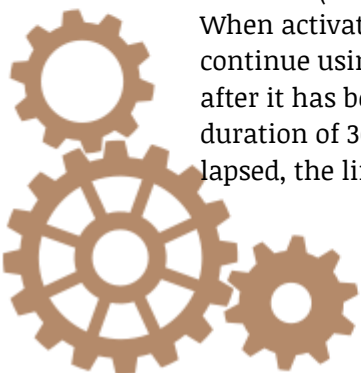 When activat
continue usin
after it has be
duration of 3
lapsed, the li